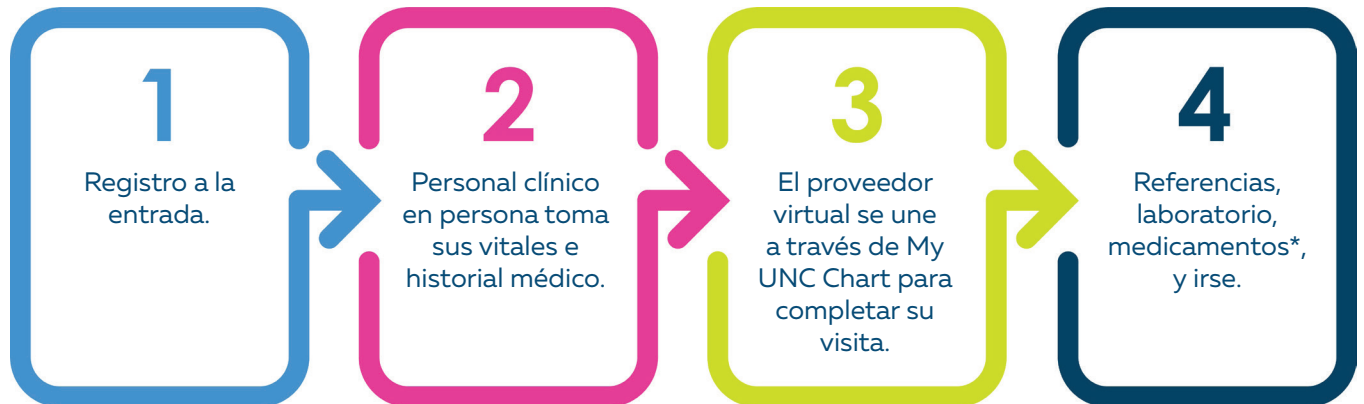 1
Registro a la
entrada.
2
Personal clínico
en persona toma
sus vitales e
historial médico.
3
El proveedor
virtual se une
a través de My
UNC Chart para
completar su
visita.
4
Referencias,
laboratorio,
medicamentos*,
y irse.